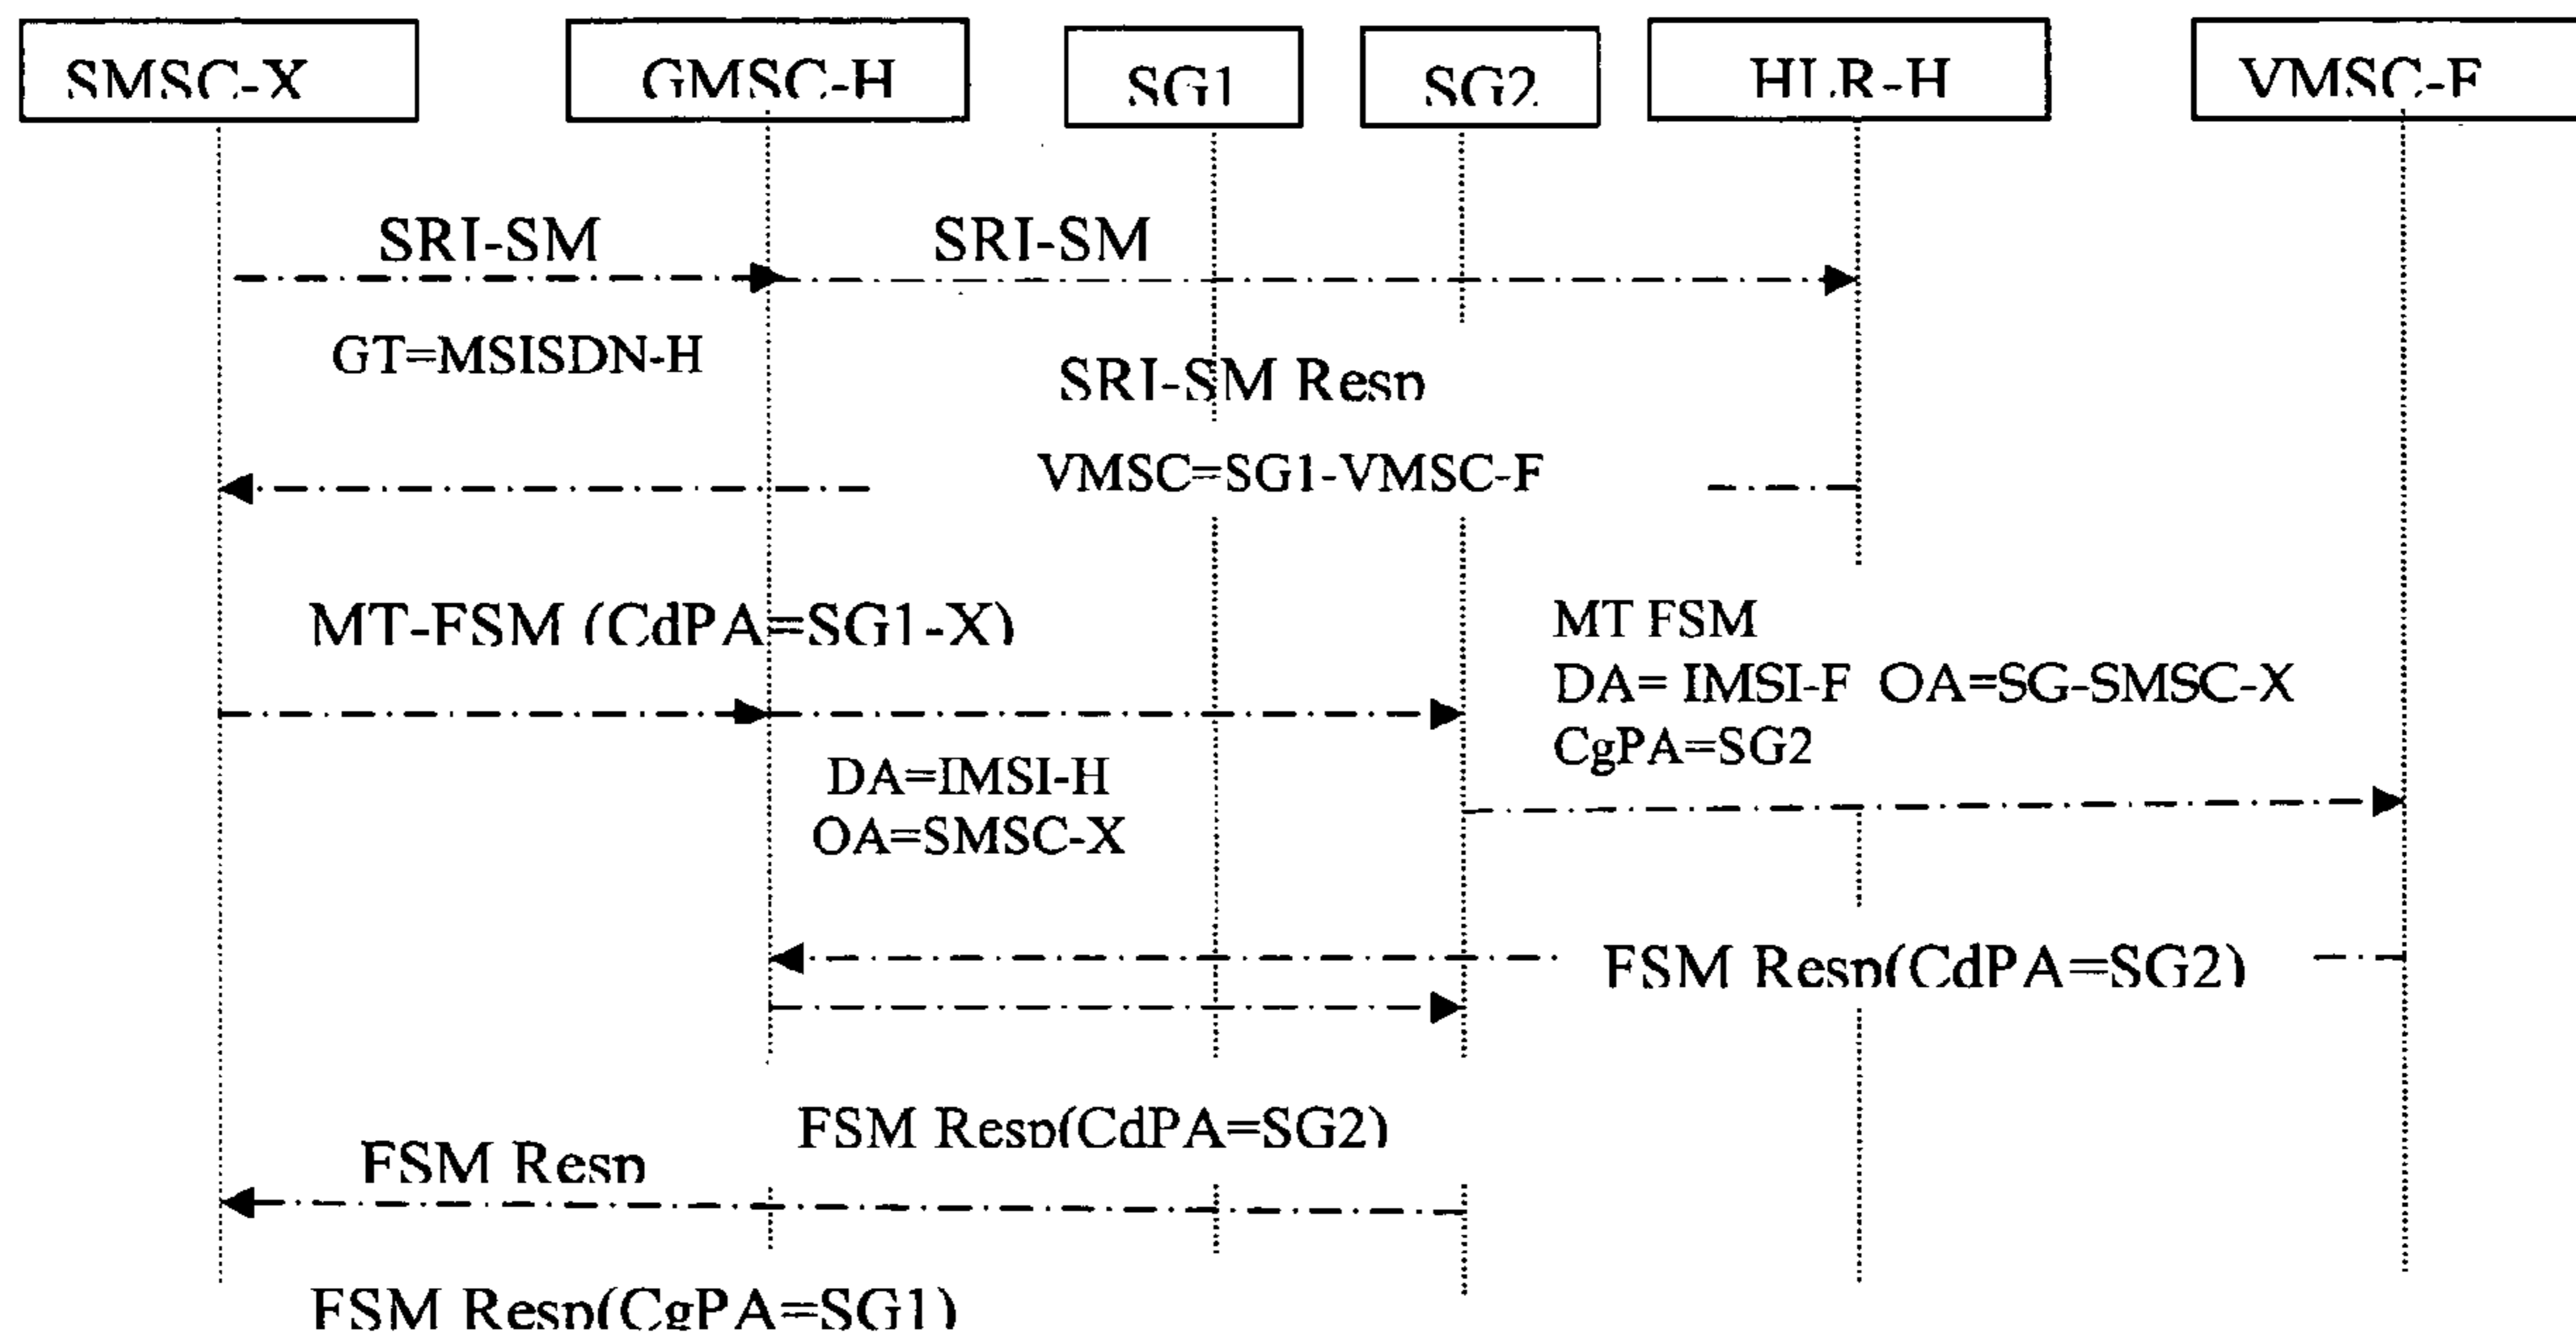 SMSC-X
GMSC-H
SG1
SG2
HLR-H
VMSC-F
SRI-SM
SRI-SM
GT=MSISDN-H
SRI-SM Resp
VMSC=SG1-VMSC-F
MT-FSM (CdPA=SG1-X)
MT FSM
DA= IMSI-F OA=SG-SMSC-X
CgPA=SG2
DA=IMSI-H
OA=SMSC-X
FSM Resp(CdPA=SG2)
FSM Resp(CdPA=SG2)
FSM Resp
FSM Resp(CgPA=SG1)